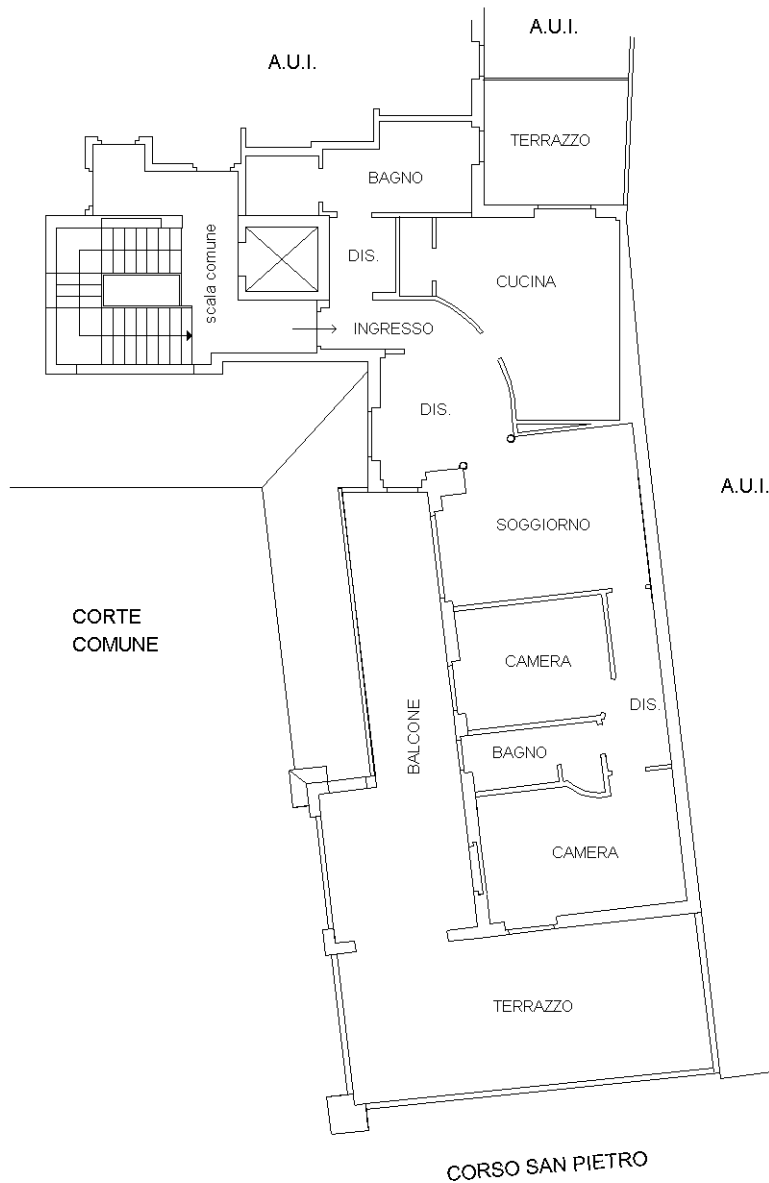 A.U.I.
A.U.I.
TERRAZZO
BAGNO
scala comune
DIS.
CUCINA
INGRESSO
DIS.
A.U.I.
SOGGIORNO
CORTE
COMUNE
CAMERA
DIS.
BALCONE
BAGNO
CAMERA
TERRAZZO
CORSO SAN PIETRO